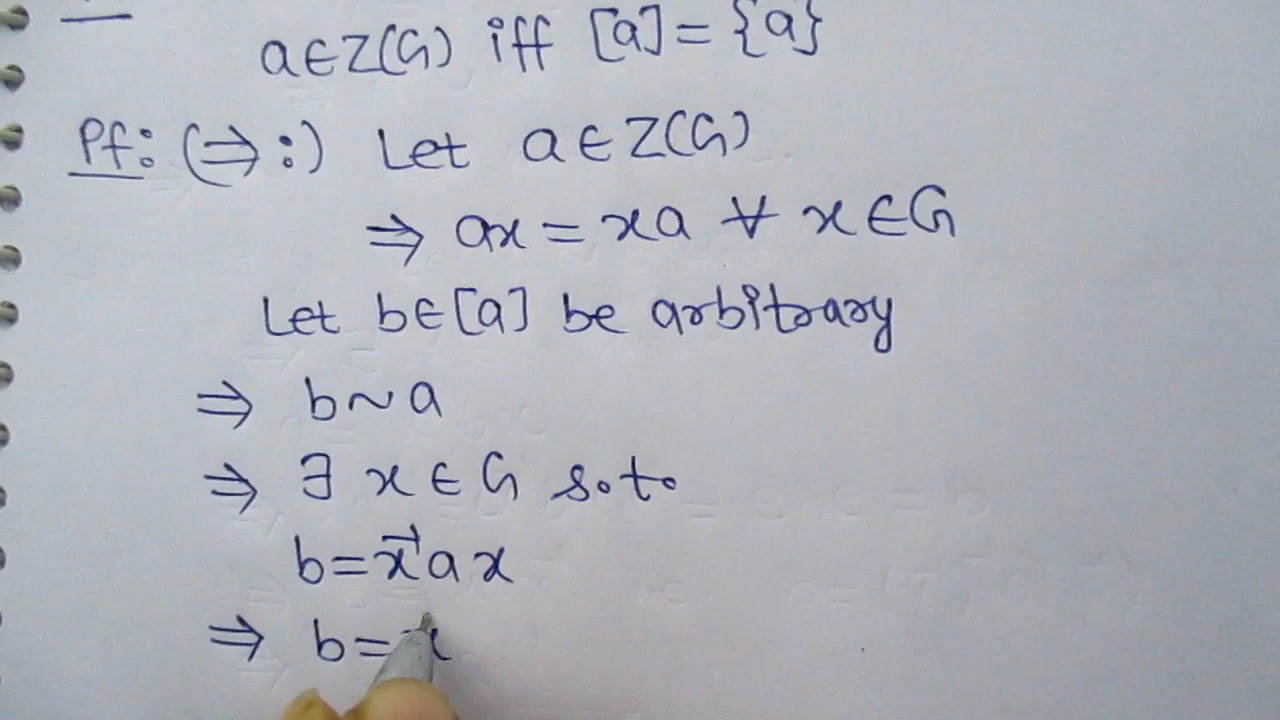 a∈Z(G) iff [a]={a}
Pf: (⇒:) Let a∈Z(G)
⇒ ax = xa ∀ x∈G
Let b∈[a] be arbitrary
⇒ b~a
⇒ ∃ x∈G s.t.
b=x⁻¹ax
⇒ b=x